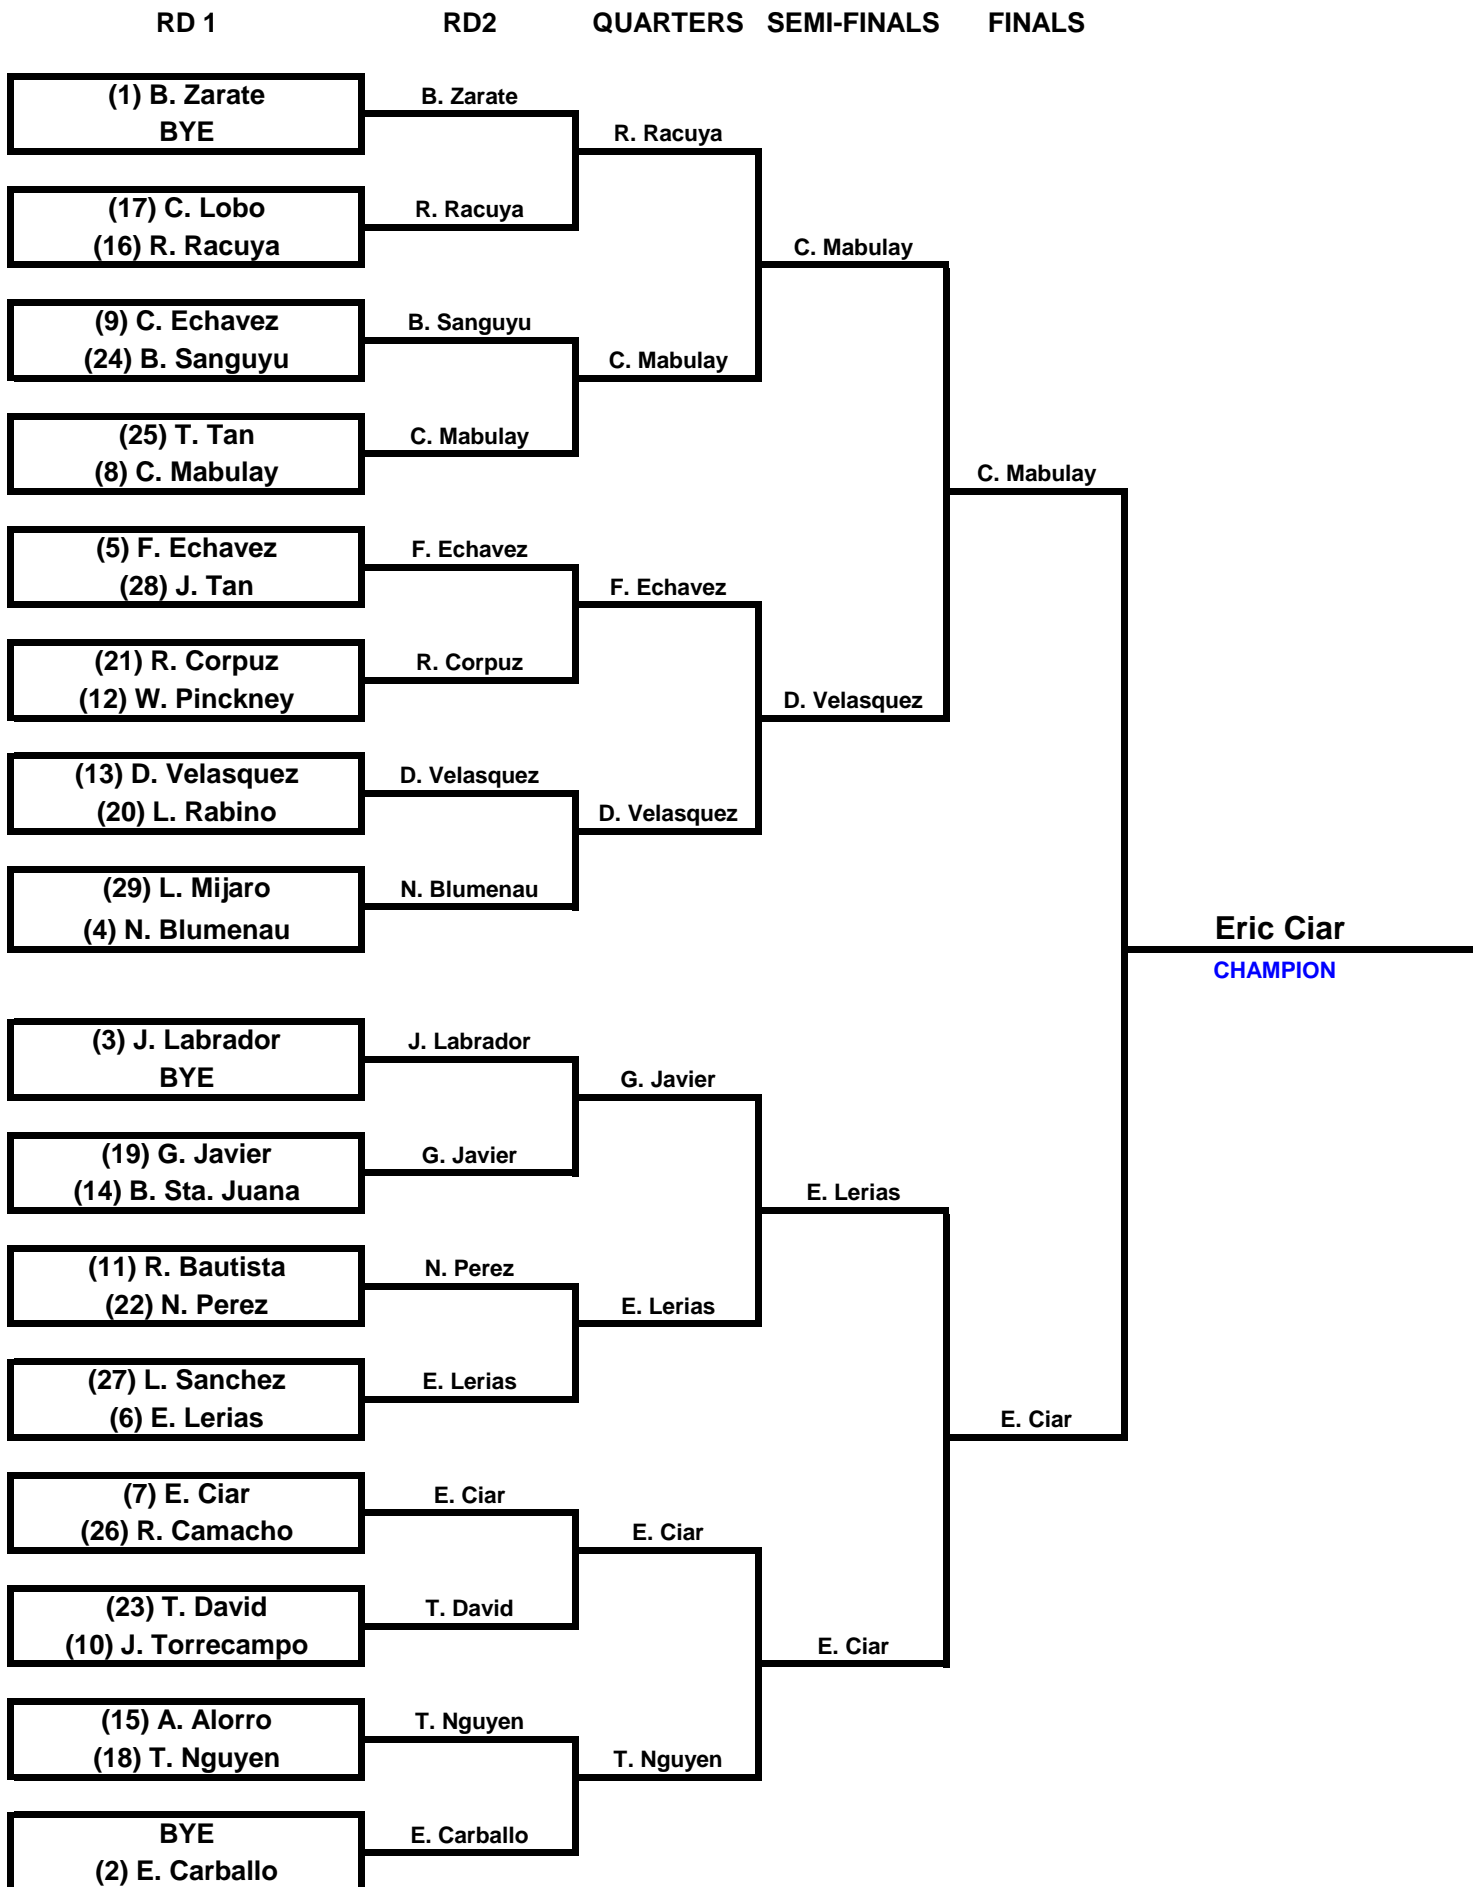 RD 1 RD2 QUARTERS SEMI-FINALS FINALS
(1) B. Zarate
BYE
(17) C. Lobo
(16) R. Racuya
(9) C. Echavez
(24) B. Sanguyu
(25) T. Tan
(8) C. Mabulay
(5) F. Echavez
(28) J. Tan
(21) R. Corpuz
(12) W. Pinckney
(13) D. Velasquez
(20) L. Rabino
(29) L. Mijaro
(4) N. Blumenau
(3) J. Labrador
BYE
(19) G. Javier
(14) B. Sta. Juana
(11) R. Bautista
(22) N. Perez
(27) L. Sanchez
(6) E. Lerias
(7) E. Ciar
(26) R. Camacho
(23) T. David
(10) J. Torrecampo
(15) A. Alorro
(18) T. Nguyen
BYE
(2) E. Carballo
B. Zarate
R. Racuya
B. Sanguyu
C. Mabulay
F. Echavez
R. Corpuz
D. Velasquez
N. Blumenau
J. Labrador
G. Javier
N. Perez
E. Lerias
E. Ciar
T. David
T. Nguyen
E. Carballo
R. Racuya
C. Mabulay
F. Echavez
D. Velasquez
G. Javier
E. Lerias
E. Ciar
T. Nguyen
C. Mabulay
D. Velasquez
E. Lerias
E. Ciar
C. Mabulay
E. Ciar
Eric Ciar
CHAMPION